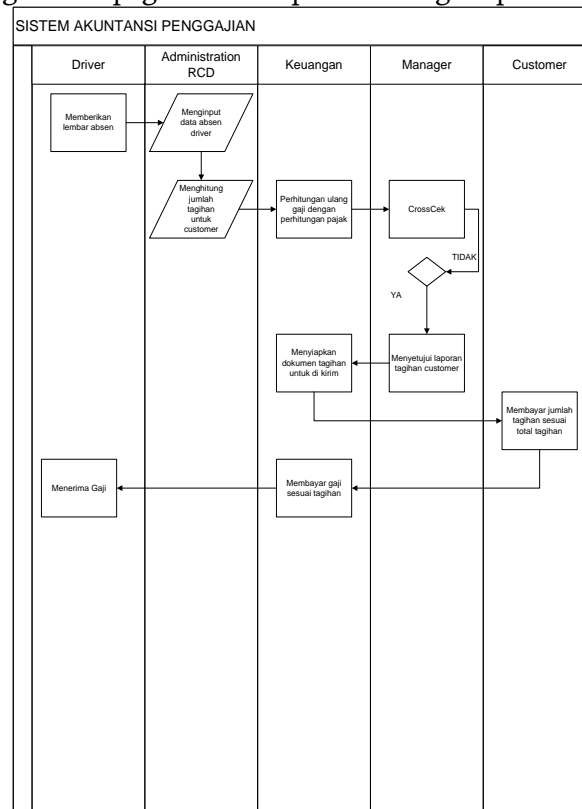 SISTEM AKUNTANSI PENGGAJIAN
Driver
Administration
RCD
Keuangan
Manager
Customer
Memberikan
lembar absen
Menginput
data absen
driver
Menghitung
jumlah
tagihan
untuk
customer
Perhitungan ulang
gaji dengan
perhitungan pajak
CrossCek
TIDAK
YA
Menyiapkan
dokumen tagihan
untuk di kirim
Menyetujui laporan
tagihan customer
Membayar jumlah
tagihan sesuai
total tagihan
Menerima Gaji
Membayar gaji
sesuai tagihan